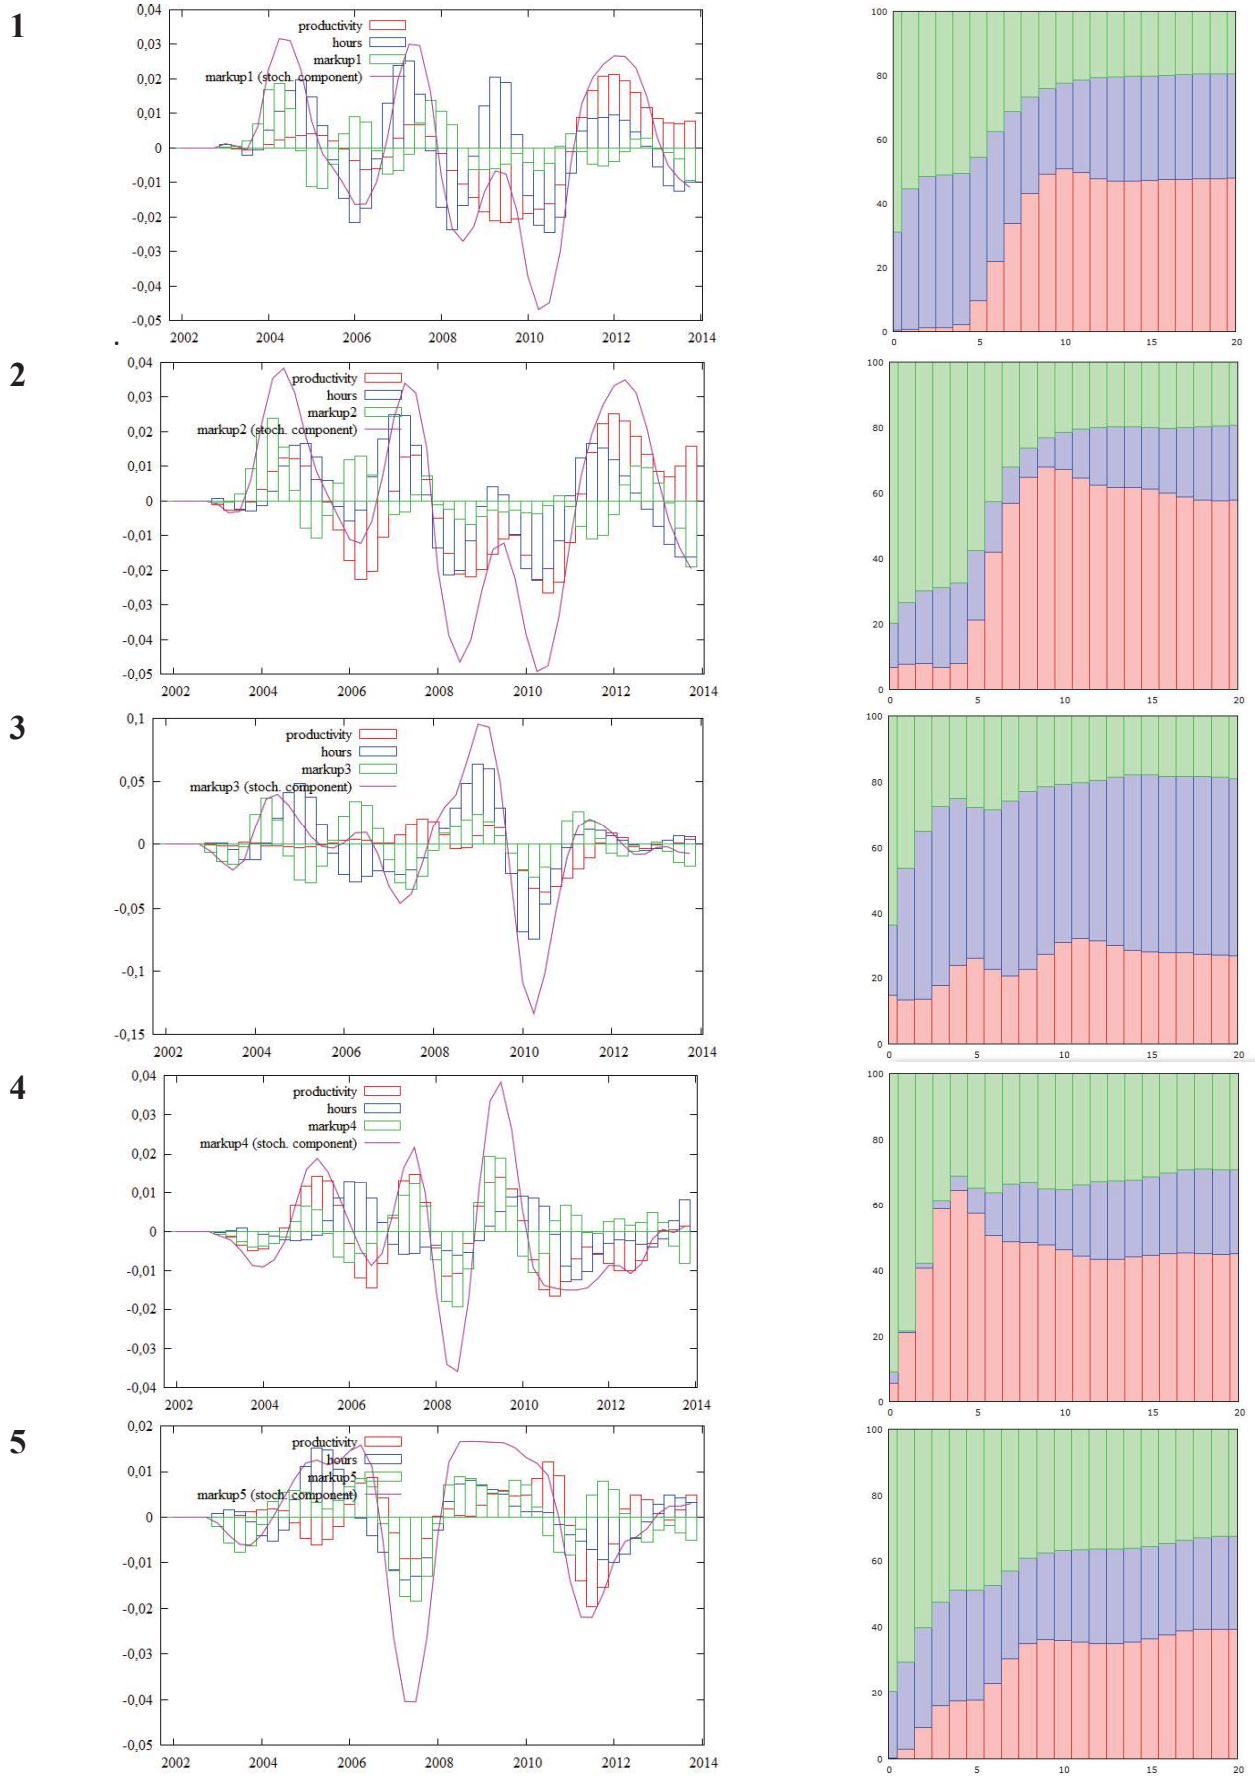 1
0,04
0,03
0,02
0,01
0
-0,01
-0,02
-0,03
-0,04
-0,05
productivity
hours
markup1
markup1 (stoch. component)
2002 2004 2006 2008 2010 2012 2014
100
80
60
40
20
0
0 5 10 15 20
2
0,04
0,03
0,02
0,01
0
-0,01
-0,02
-0,03
-0,04
-0,05
productivity
hours
markup2
markup2 (stoch. component)
2002 2004 2006 2008 2010 2012 2014
100
80
60
40
20
0
0 5 10 15 20
3
0,1
0,05
0
-0,05
-0,1
-0,15
productivity
hours
markup3
markup3 (stoch. component)
2002 2004 2006 2008 2010 2012 2014
100
80
60
40
20
0
0 5 10 15 20
4
0,04
0,03
0,02
0,01
0
-0,01
-0,02
-0,03
-0,04
productivity
hours
markup4
markup4 (stoch. component)
2002 2004 2006 2008 2010 2012 2014
100
80
60
40
20
0
0 5 10 15 20
5
0,02
0,01
0
-0,01
-0,02
-0,03
-0,04
-0,05
productivity
hours
markup5
markup5 (stoch. component)
2002 2004 2006 2008 2010 2012 2014
100
80
60
40
20
0
0 5 10 15 20